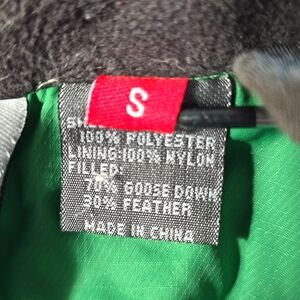 S
100% POLYESTER
LINING:100% NYLON
FILLED:
70% GOOSE DOWN
30% FEATHER
MADE IN CHINA